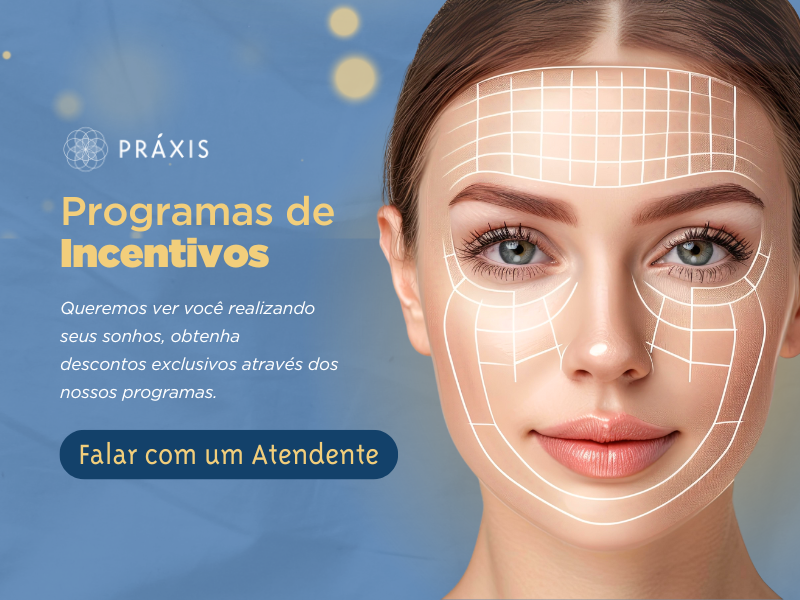 PRÁXIS
Programas de
Incentivos
Queremos ver você realizando
seus sonhos, obtenha
descontos exclusivos através dos
nossos programas.
Falar com um Atendente